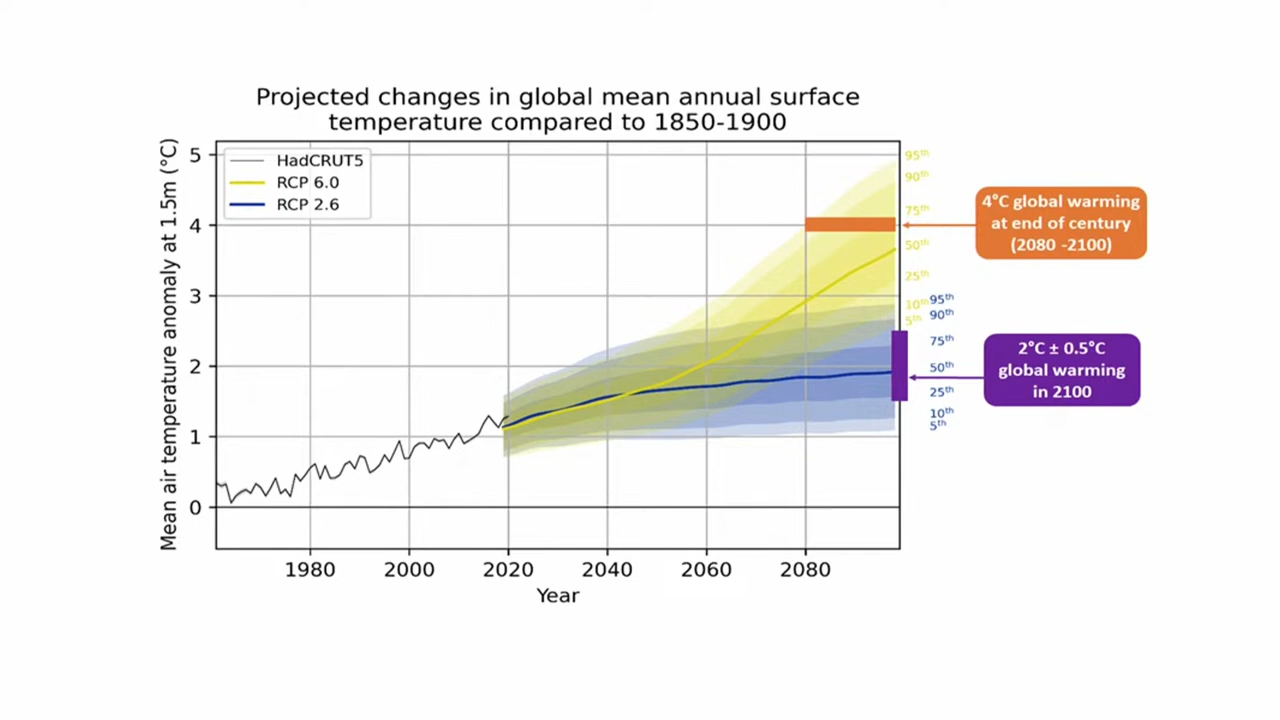 Projected changes in global mean annual surface
temperature compared to 1850-1900
Mean air temperature anomaly at 1.5m (°C)
5
4
3
2
1
0
HadCRUT5
RCP 6.0
RCP 2.6
95th
90th
75th
50th
25th
10th
5th
95th
90th
75th
50th
25th
10th
5th
4°C global warming
at end of century
(2080 -2100)
2°C ± 0.5°C
global warming
in 2100
1980
2000
2020
2040
2060
2080
Year